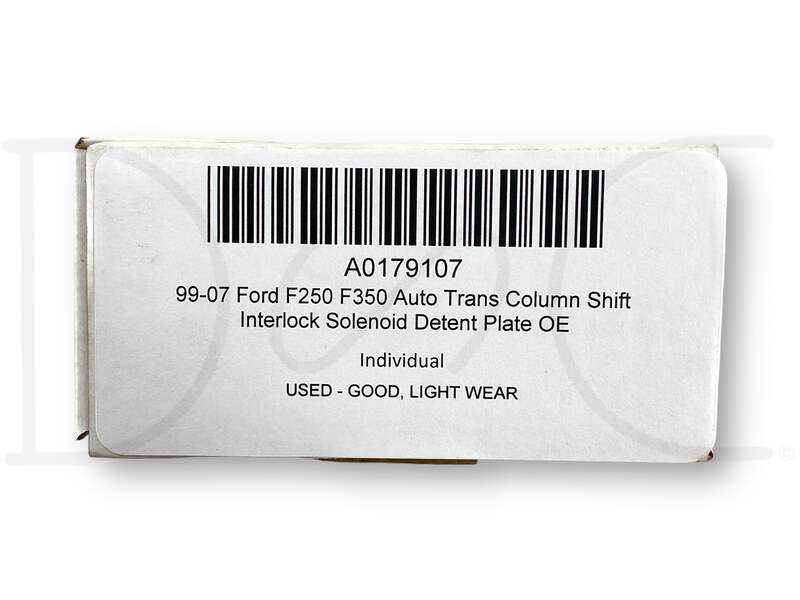 A0179107
99-07 Ford F250 F350 Auto Trans Column Shift
Interlock Solenoid Detent Plate OE
Individual
USED - GOOD, LIGHT WEAR